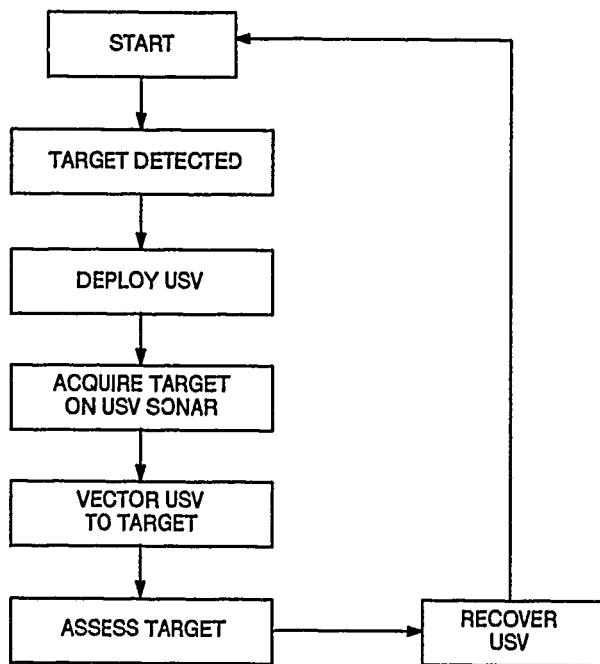 START
TARGET DETECTED
DEPLOY USV
ACQUIRE TARGET
ON USV SONAR
VECTOR USV
TO TARGET
ASSESS TARGET
RECOVER
USV